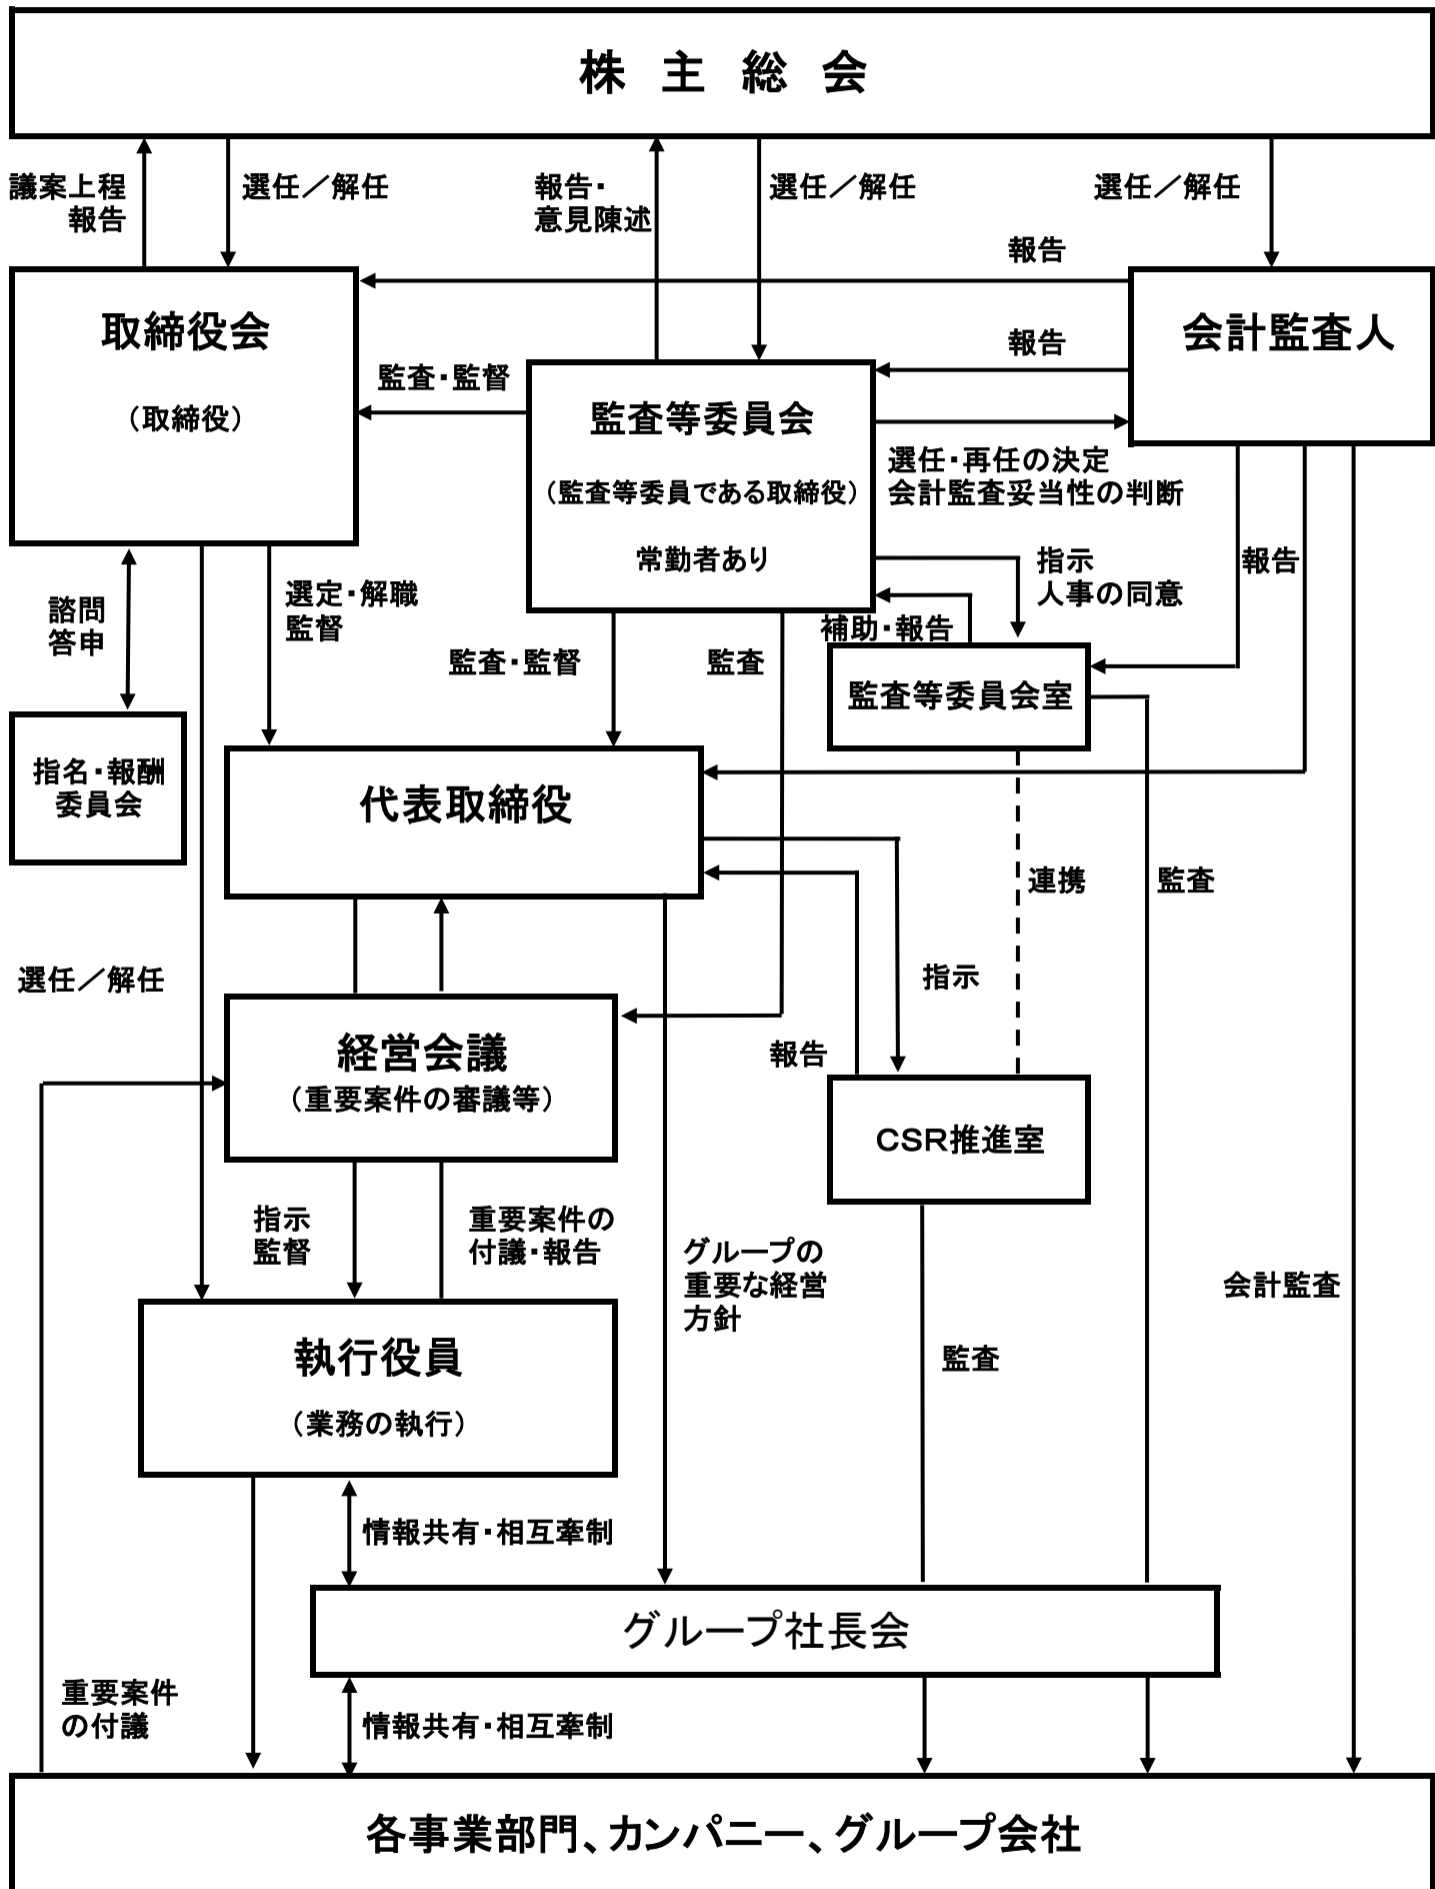 株主総会
議案上程
報告
選任／解任
報告・
意見陳述
選任／解任
選任／解任
報告
取締役会
（取締役）
会計監査人
報告
監査・監督
監査等委員会
（監査等委員である取締役）
常勤者あり
選任・再任の決定
会計監査妥当性の判断
指示
人事の同意
報告
諮問
答申
選定・解職
監督
補助・報告
監査・監督
監査
監査等委員会室
指名・報酬
委員会
代表取締役
連携
監査
選任／解任
指示
経営会議
（重要案件の審議等）
報告
CSR推進室
指示
監督
重要案件の
付議・報告
グループの
重要な経営
方針
会計監査
監査
執行役員
（業務の執行）
情報共有・相互牽制
グループ社長会
重要案件
の付議
情報共有・相互牽制
各事業部門、カンパニー、グループ会社